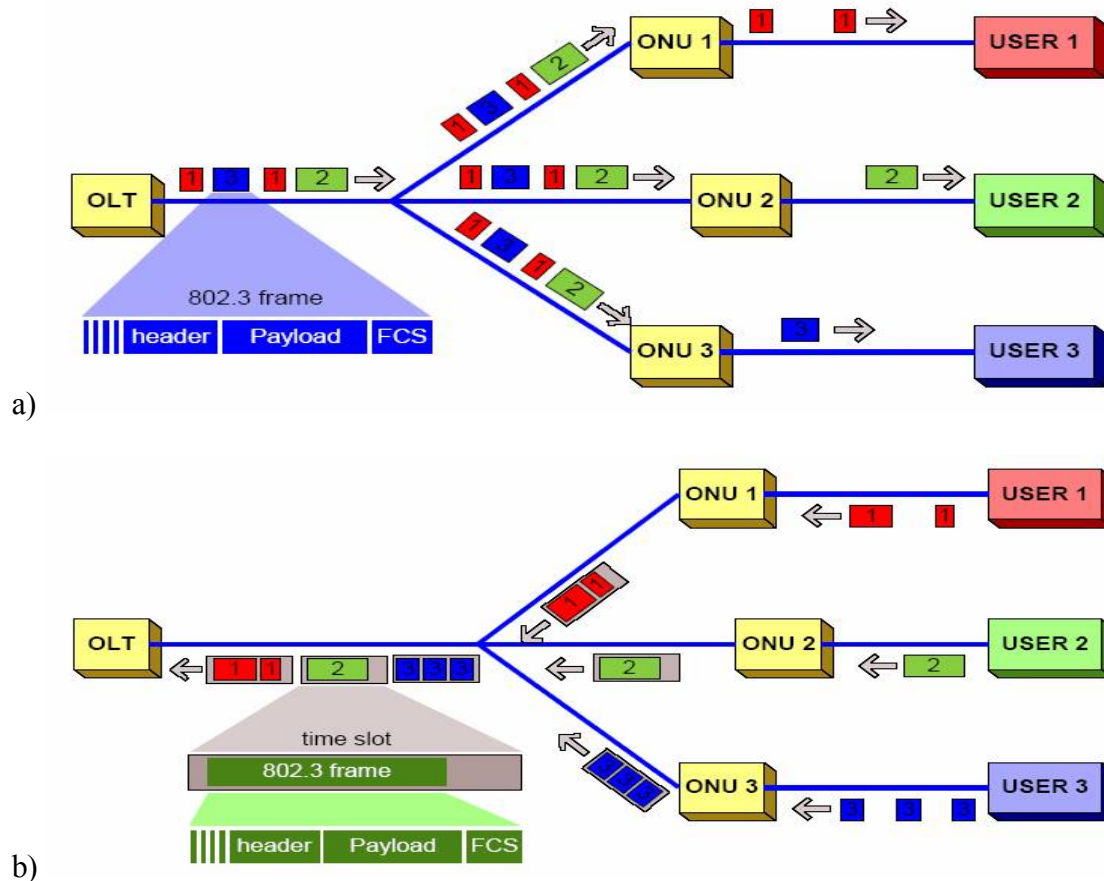 ONU 1
1 1
USER 1
1 3 1 2
OLT
1 3 1 2
1 3 1 2
ONU 2
2
USER 2
1 3 1 2
802.3 frame
header Payload FCS
ONU 3
3
USER 3
a)
ONU 1
1 1
USER 1
1 1
OLT
1 1 2 3 3 3
2
ONU 2
2
USER 2
time slot
802.3 frame
3 3 3
ONU 3
3 3 3
USER 3
header Payload FCS
b)